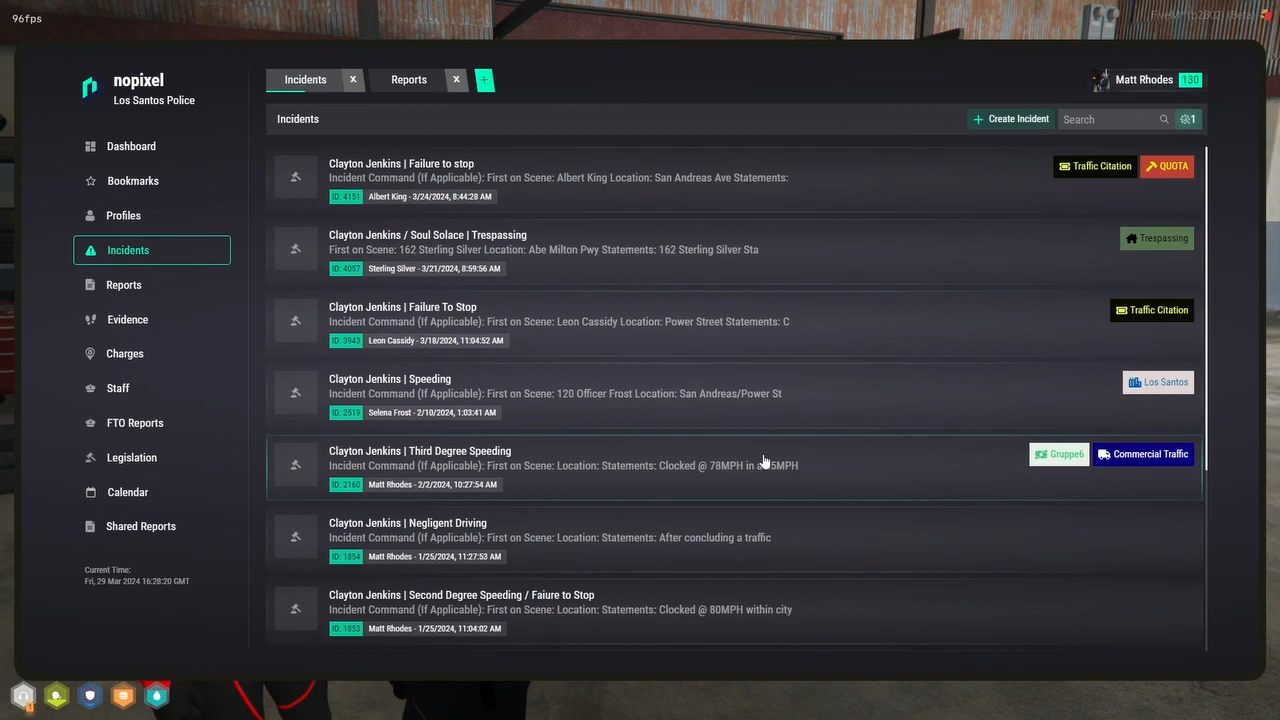 96fps
FiveM (b2802) (Beta)
nopixel
Los Santos Police
Incidents x
Reports x
+
Matt Rhodes 130
Incidents
+ Create Incident
Search
1
Dashboard
Bookmarks
Profiles
Incidents
Reports
Evidence
Charges
Staff
FTO Reports
Legislation
Calendar
Shared Reports
Current Time:
Fri, 29 Mar 2024 16:28:20 GMT
Clayton Jenkins | Failure to stop
Incident Command (If Applicable): First on Scene: Albert King Location: San Andreas Ave Statements:
ID: 4151 Albert King - 3/24/2024, 8:44:28 AM
Traffic Citation QUOTA
Clayton Jenkins / Soul Solace | Trespassing
First on Scene: 162 Sterling Silver Location: Abe Milton Pwy Statements: 162 Sterling Silver Sta
ID: 4057 Sterling Silver - 3/21/2024, 8:59:56 AM
Trespassing
Clayton Jenkins | Failure To Stop
Incident Command (If Applicable): First on Scene: Leon Cassidy Location: Power Street Statements: C
ID: 3943 Leon Cassidy - 3/18/2024, 11:04:52 AM
Traffic Citation
Clayton Jenkins | Speeding
Incident Command (If Applicable): First on Scene: 120 Officer Frost Location: San Andreas/Power St
ID: 2519 Selena Frost - 2/10/2024, 1:03:41 AM
Los Santos
Clayton Jenkins | Third Degree Speeding
Incident Command (If Applicable): First on Scene: Location: Statements: Clocked @ 78MPH in a 5MPH
ID: 2160 Matt Rhodes - 2/2/2024, 10:27:54 AM
Gruppe6 Commercial Traffic
Clayton Jenkins | Negligent Driving
Incident Command (If Applicable): First on Scene: Location: Statements: After concluding a traffic
ID: 1854 Matt Rhodes - 1/25/2024, 11:27:53 AM
Clayton Jenkins | Second Degree Speeding / Faiure to Stop
Incident Command (If Applicable): First on Scene: Location: Statements: Clocked @ 80MPH within city
ID: 1853 Matt Rhodes - 1/25/2024, 11:04:02 AM